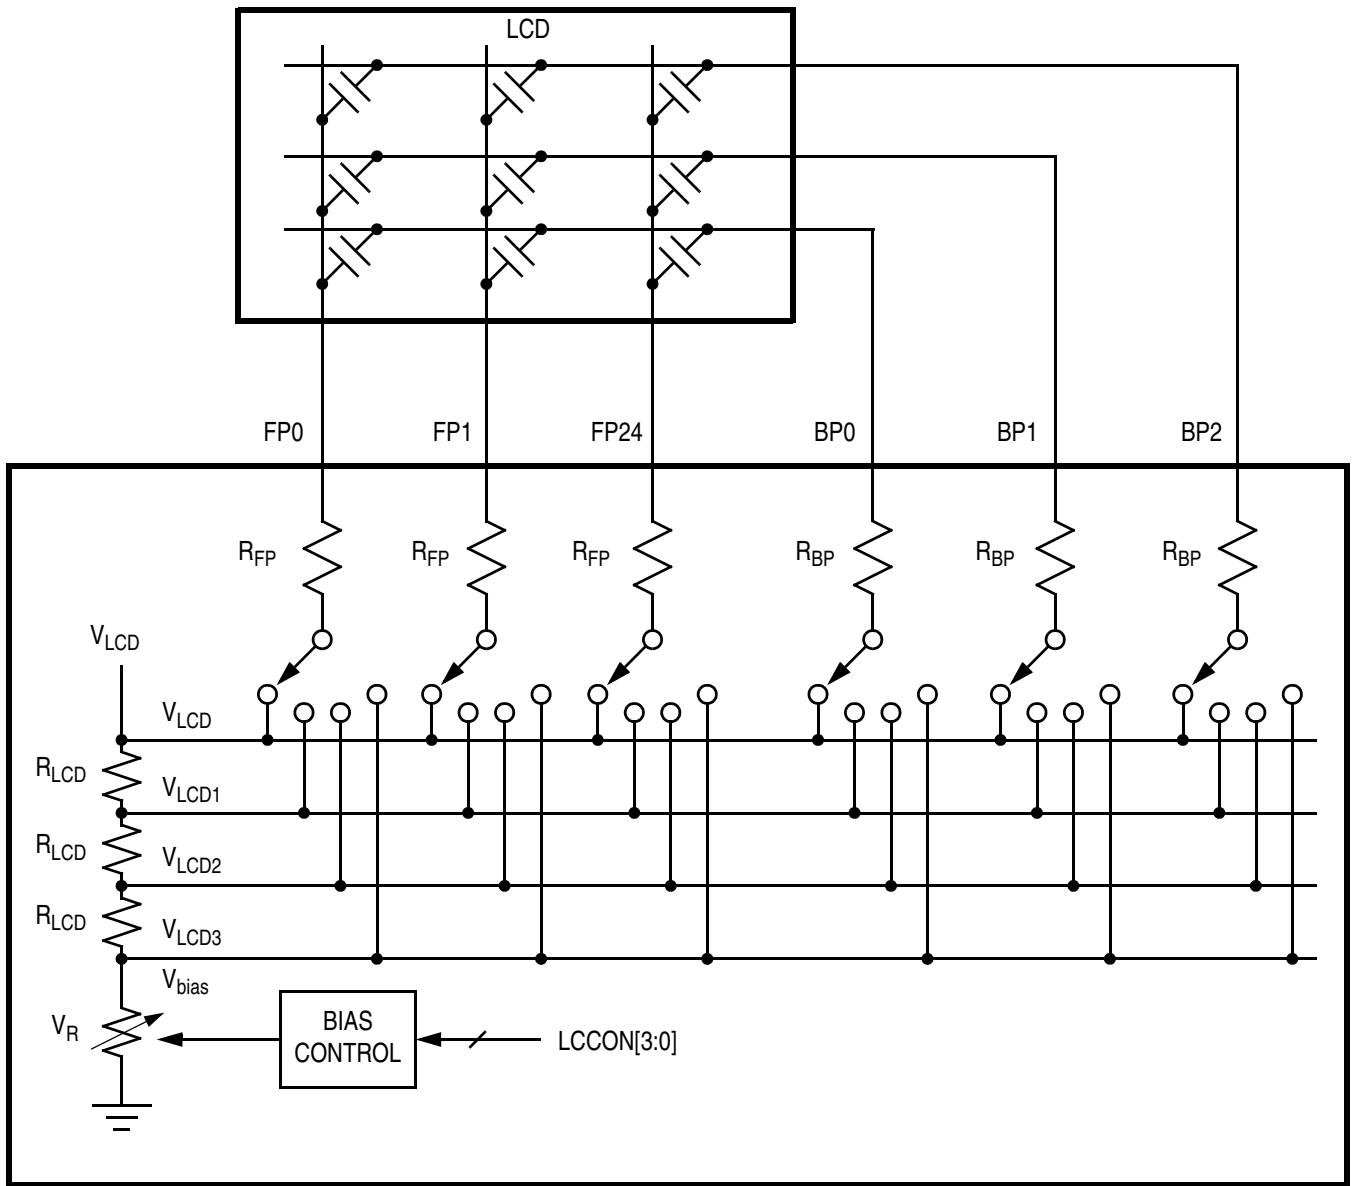 LCD
FP0 FP1 FP24 BP0 BP1 BP2
RFP RFP RFP RBP RBP RBP
VLCD
VLCD
RLCD
VLCD1
RLCD
VLCD2
RLCD
VLCD3
Vbias
VR
BIAS
CONTROL
LCCON[3:0]